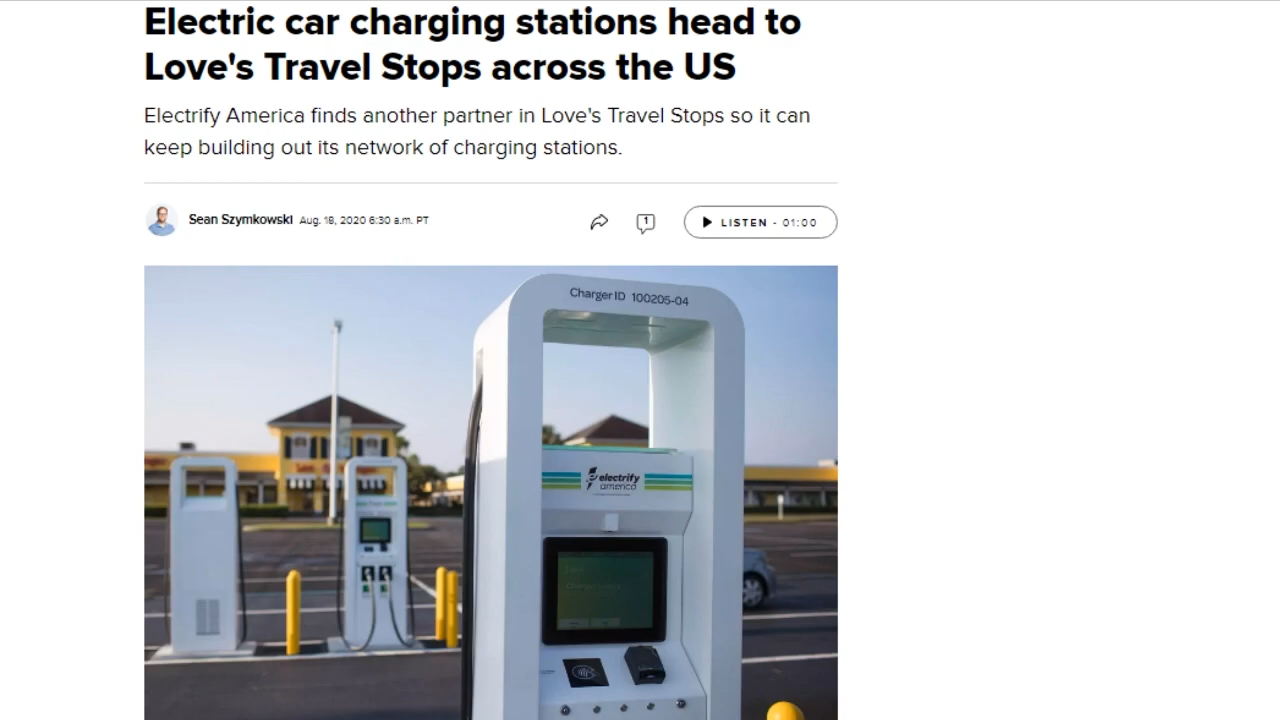 Electric car charging stations head to
Love's Travel Stops across the US
Electrify America finds another partner in Love's Travel Stops so it can
keep building out its network of charging stations.
Sean Szymkowski Aug. 18, 2020 6:30 a.m. PT
1
LISTEN - 01:00
Charger ID 100205-04
electrify
america